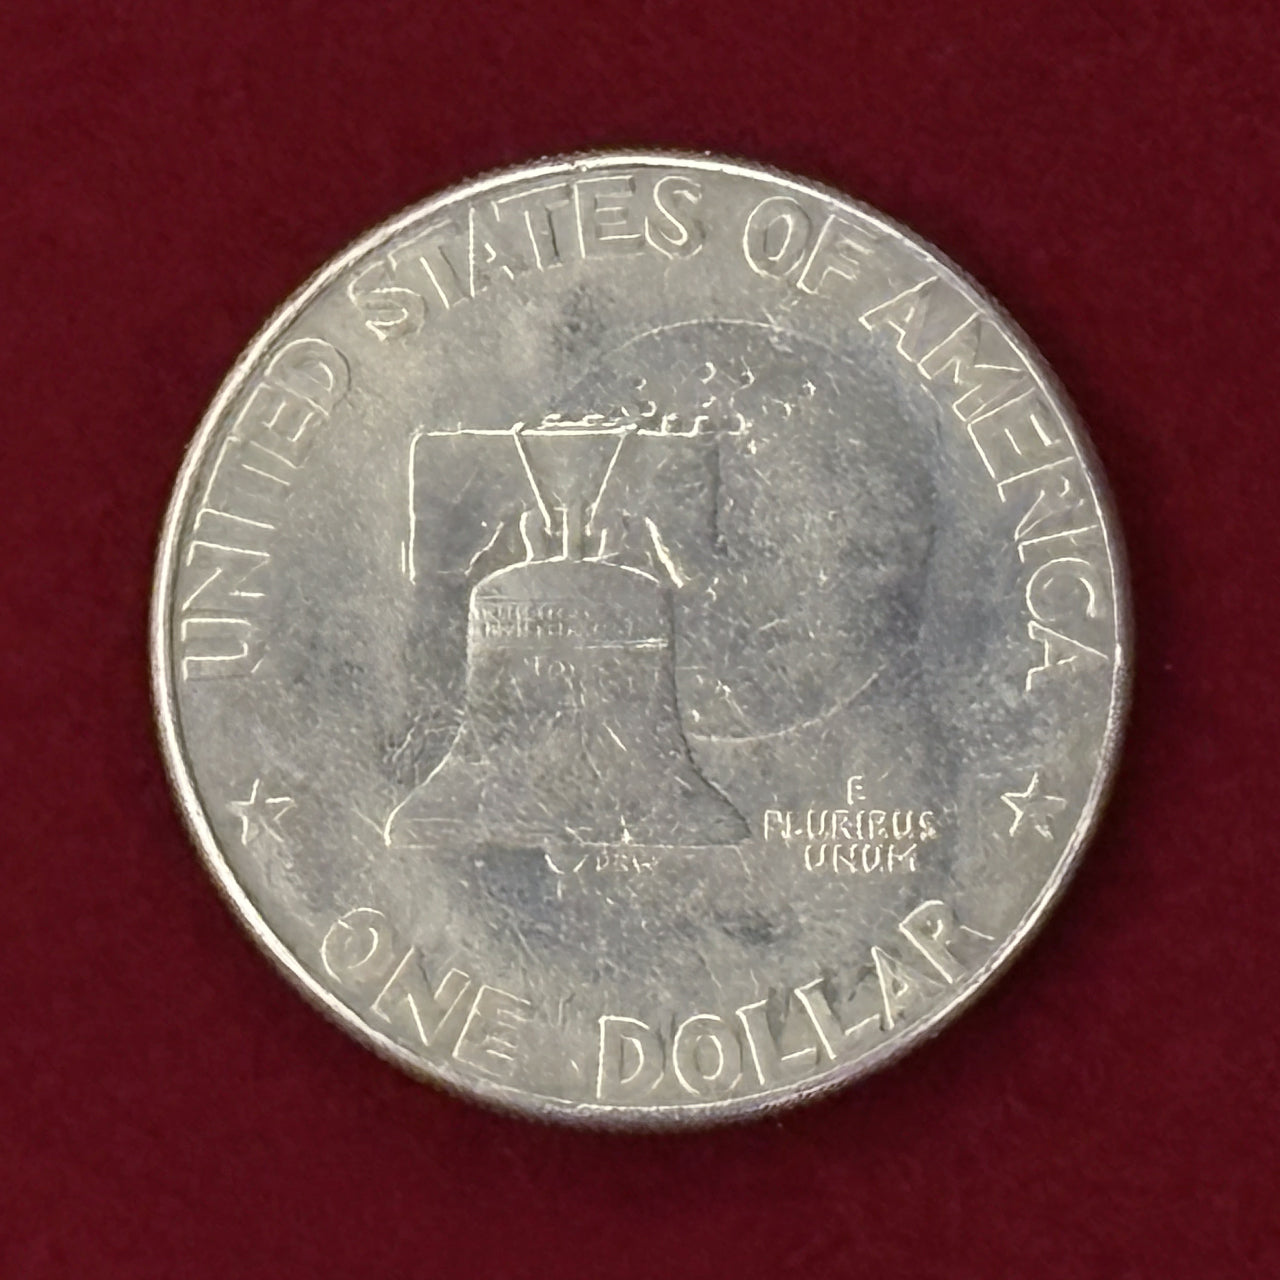 UNITED STATES OF AMERICA
E
PLURIBUS
UNUM
ONE DOLLAR